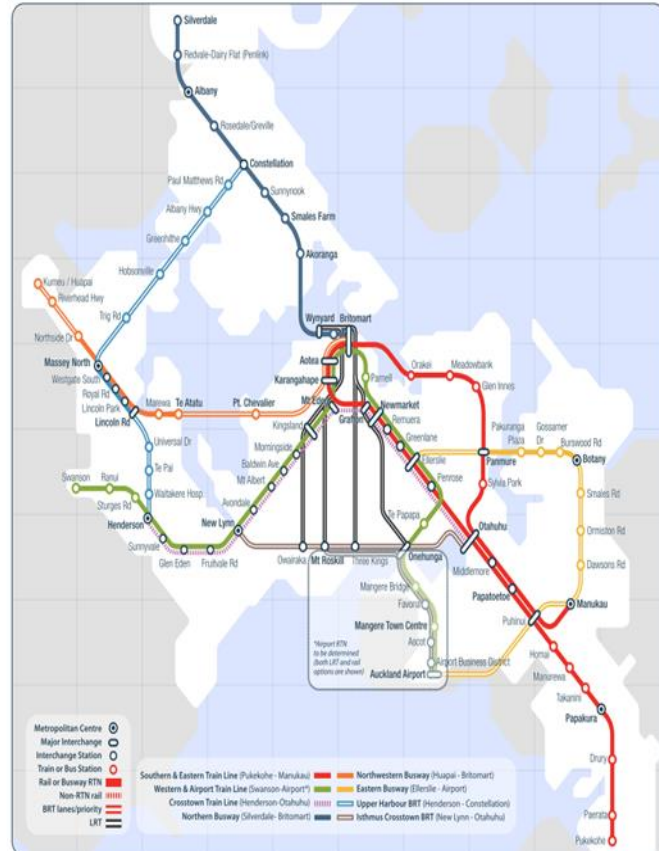 Silverdale
Redvale-Dairy Flat (Penlink)
Albany
Rosedale/Greville
Constellation
Paul Matthews Rd
Sunnynook
Albany Hwy
Smales Farm
Greenhithe
Akoranga
Hobsonville
Kumeu / Huapai
Riverhead Hwy
Trig Rd
Wynyard
Britomart
Northside Dr
Massey North
Westgate South
Royal Rd
Lincoln Park
Lincoln Rd
Marewa
Te Atatu
Pt. Chevalier
Aotea
Karangahape
Mt Eden
Grafton
Parnell
Newmarket
Orakei
Meadowbank
Glen Innes
Kingsland
Remuera
Greenlane
Ellerslie
Panmure
Pakuranga
Plaza
Gossamer
Dr
Burswood Rd
Botany
Universal Dr
Te Pai
Waitakere Hosp
Morningside
Baldwin Ave
Mt Albert
Avondale
New Lynn
Penrose
Sylvia Park
Smales Rd
Swanson
Ranui
Sturges Rd
Henderson
Sunnyvale
Glen Eden
Fruitvale Rd
Te Papapa
Otahuhu
Ormiston Rd
Owairaka
Mt Roskill
Three Kings
Onehunga
Middlemore
Dawsons Rd
Mangere Bridge
Favona
Papatoetoe
Manukau
Mangere Town Centre
Puhinui
*Airport RTN
to be determined
(both LRT and rail
options are shown)
Ascot
Airport Business District
Auckland Airport
Homai
Manurewa
Takanini
Papakura
Drury
Paerata
Pukekohe
Metropolitan Centre
Major Interchange
Interchange Station
Train or Bus Station
Rail or Busway RTN
Non-RTN rail
BRT lanes/priority
LRT
Southern & Eastern Train Line (Pukekohe - Manukau)
Western & Airport Train Line (Swanson-Airport*)
Crosstown Train Line (Henderson-Otahuhu)
Northern Busway (Silverdale- Britomart)
Northwestern Busway (Huapai - Britomart)
Eastern Busway (Ellerslie - Airport)
Upper Harbour BRT (Henderson - Constellation)
Isthmus Crosstown BRT (New Lynn - Otahuhu)